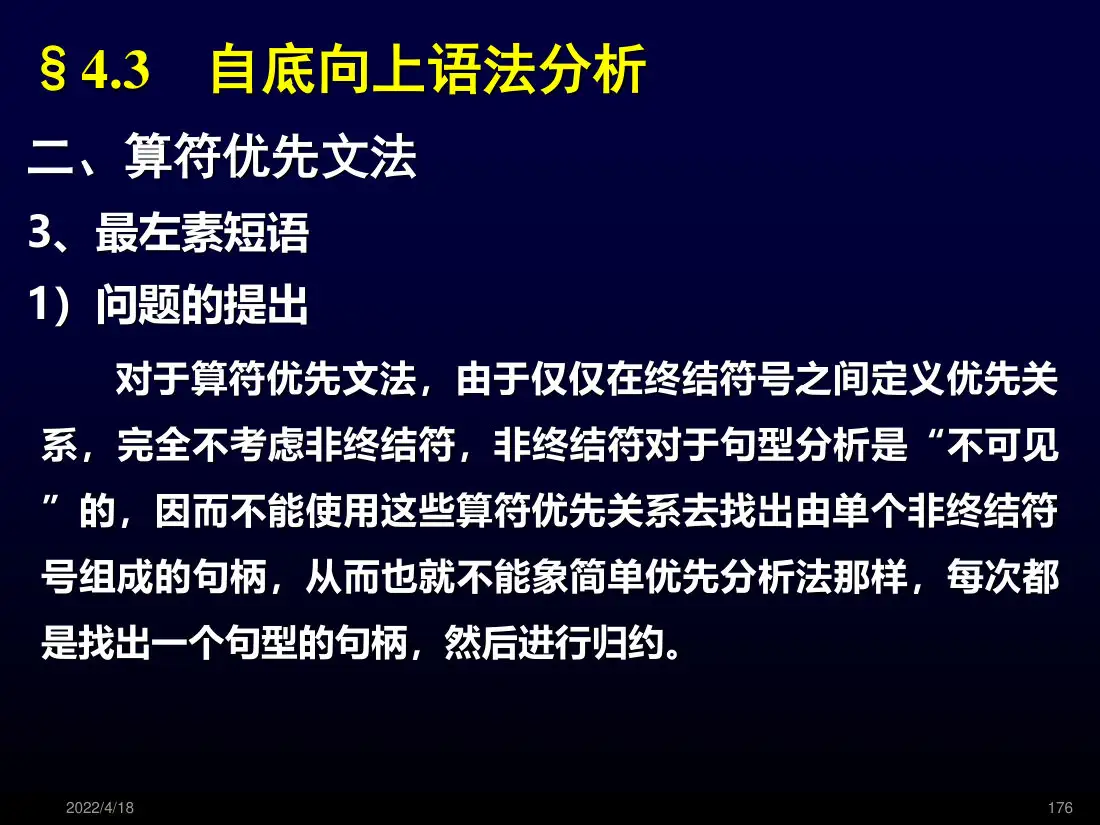 §4.3 自底向上语法分析
二、算符优先文法
3、最左素短语
1）问题的提出
对于算符优先文法，由于仅仅在终结符号之间定义优先关
系，完全不考虑非终结符，非终结符对于句型分析是“不可见
”的，因而不能使用这些算符优先关系去找出由单个非终结符
号组成的句柄，从而也就不能象简单优先分析法那样，每次都
是找出一个句型的句柄，然后进行归约。
2022/4/18
176